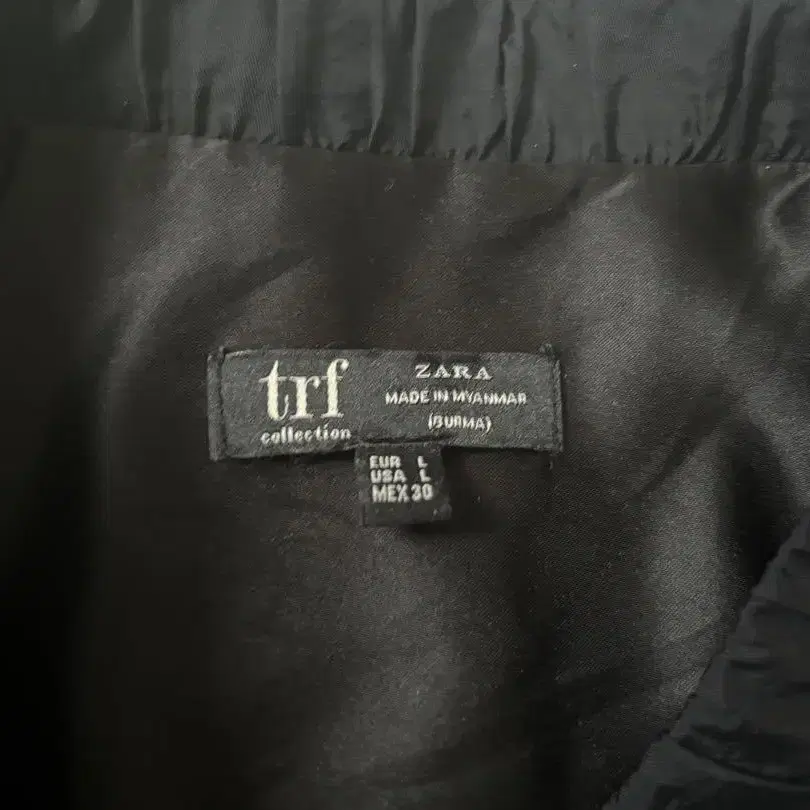 trf
collection
ZARA
MADE IN MYANMAR
(BURMA)
EUR L
USA L
MEX 30